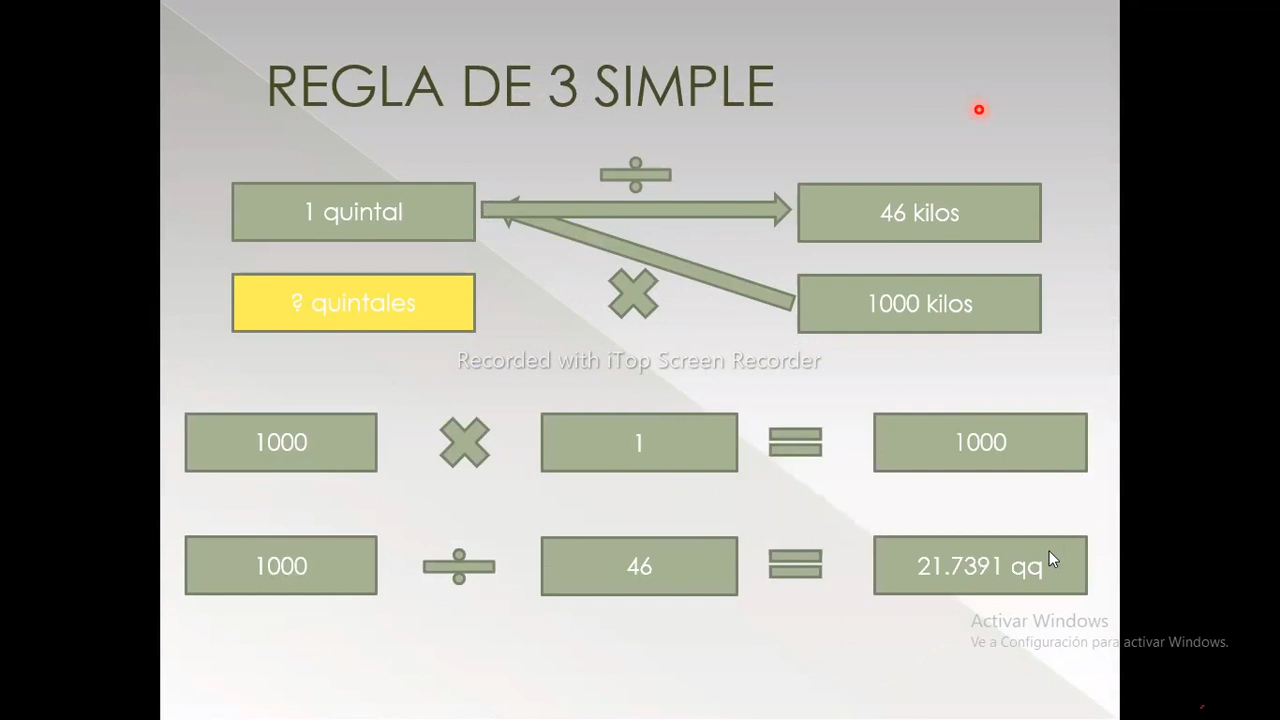 REGLA DE 3 SIMPLE
1 quintal
46 kilos
? quintales
1000 kilos
Recorded with iTop Screen Recorder
1000
1
1000
1000
46
21.7391 qq
Activar Windows
Ve a Configuración para activar Windows.